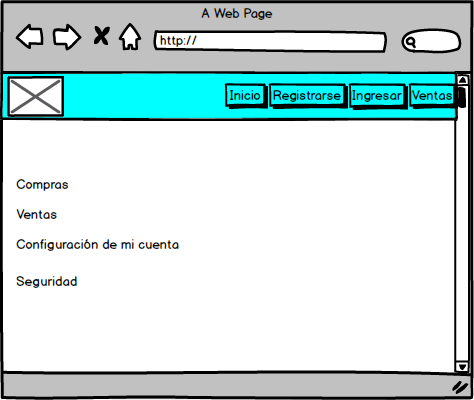 A Web Page
http://
Inicio Registrarse Ingresar Ventas
Compras
Ventas
Configuración de mi cuenta
Seguridad